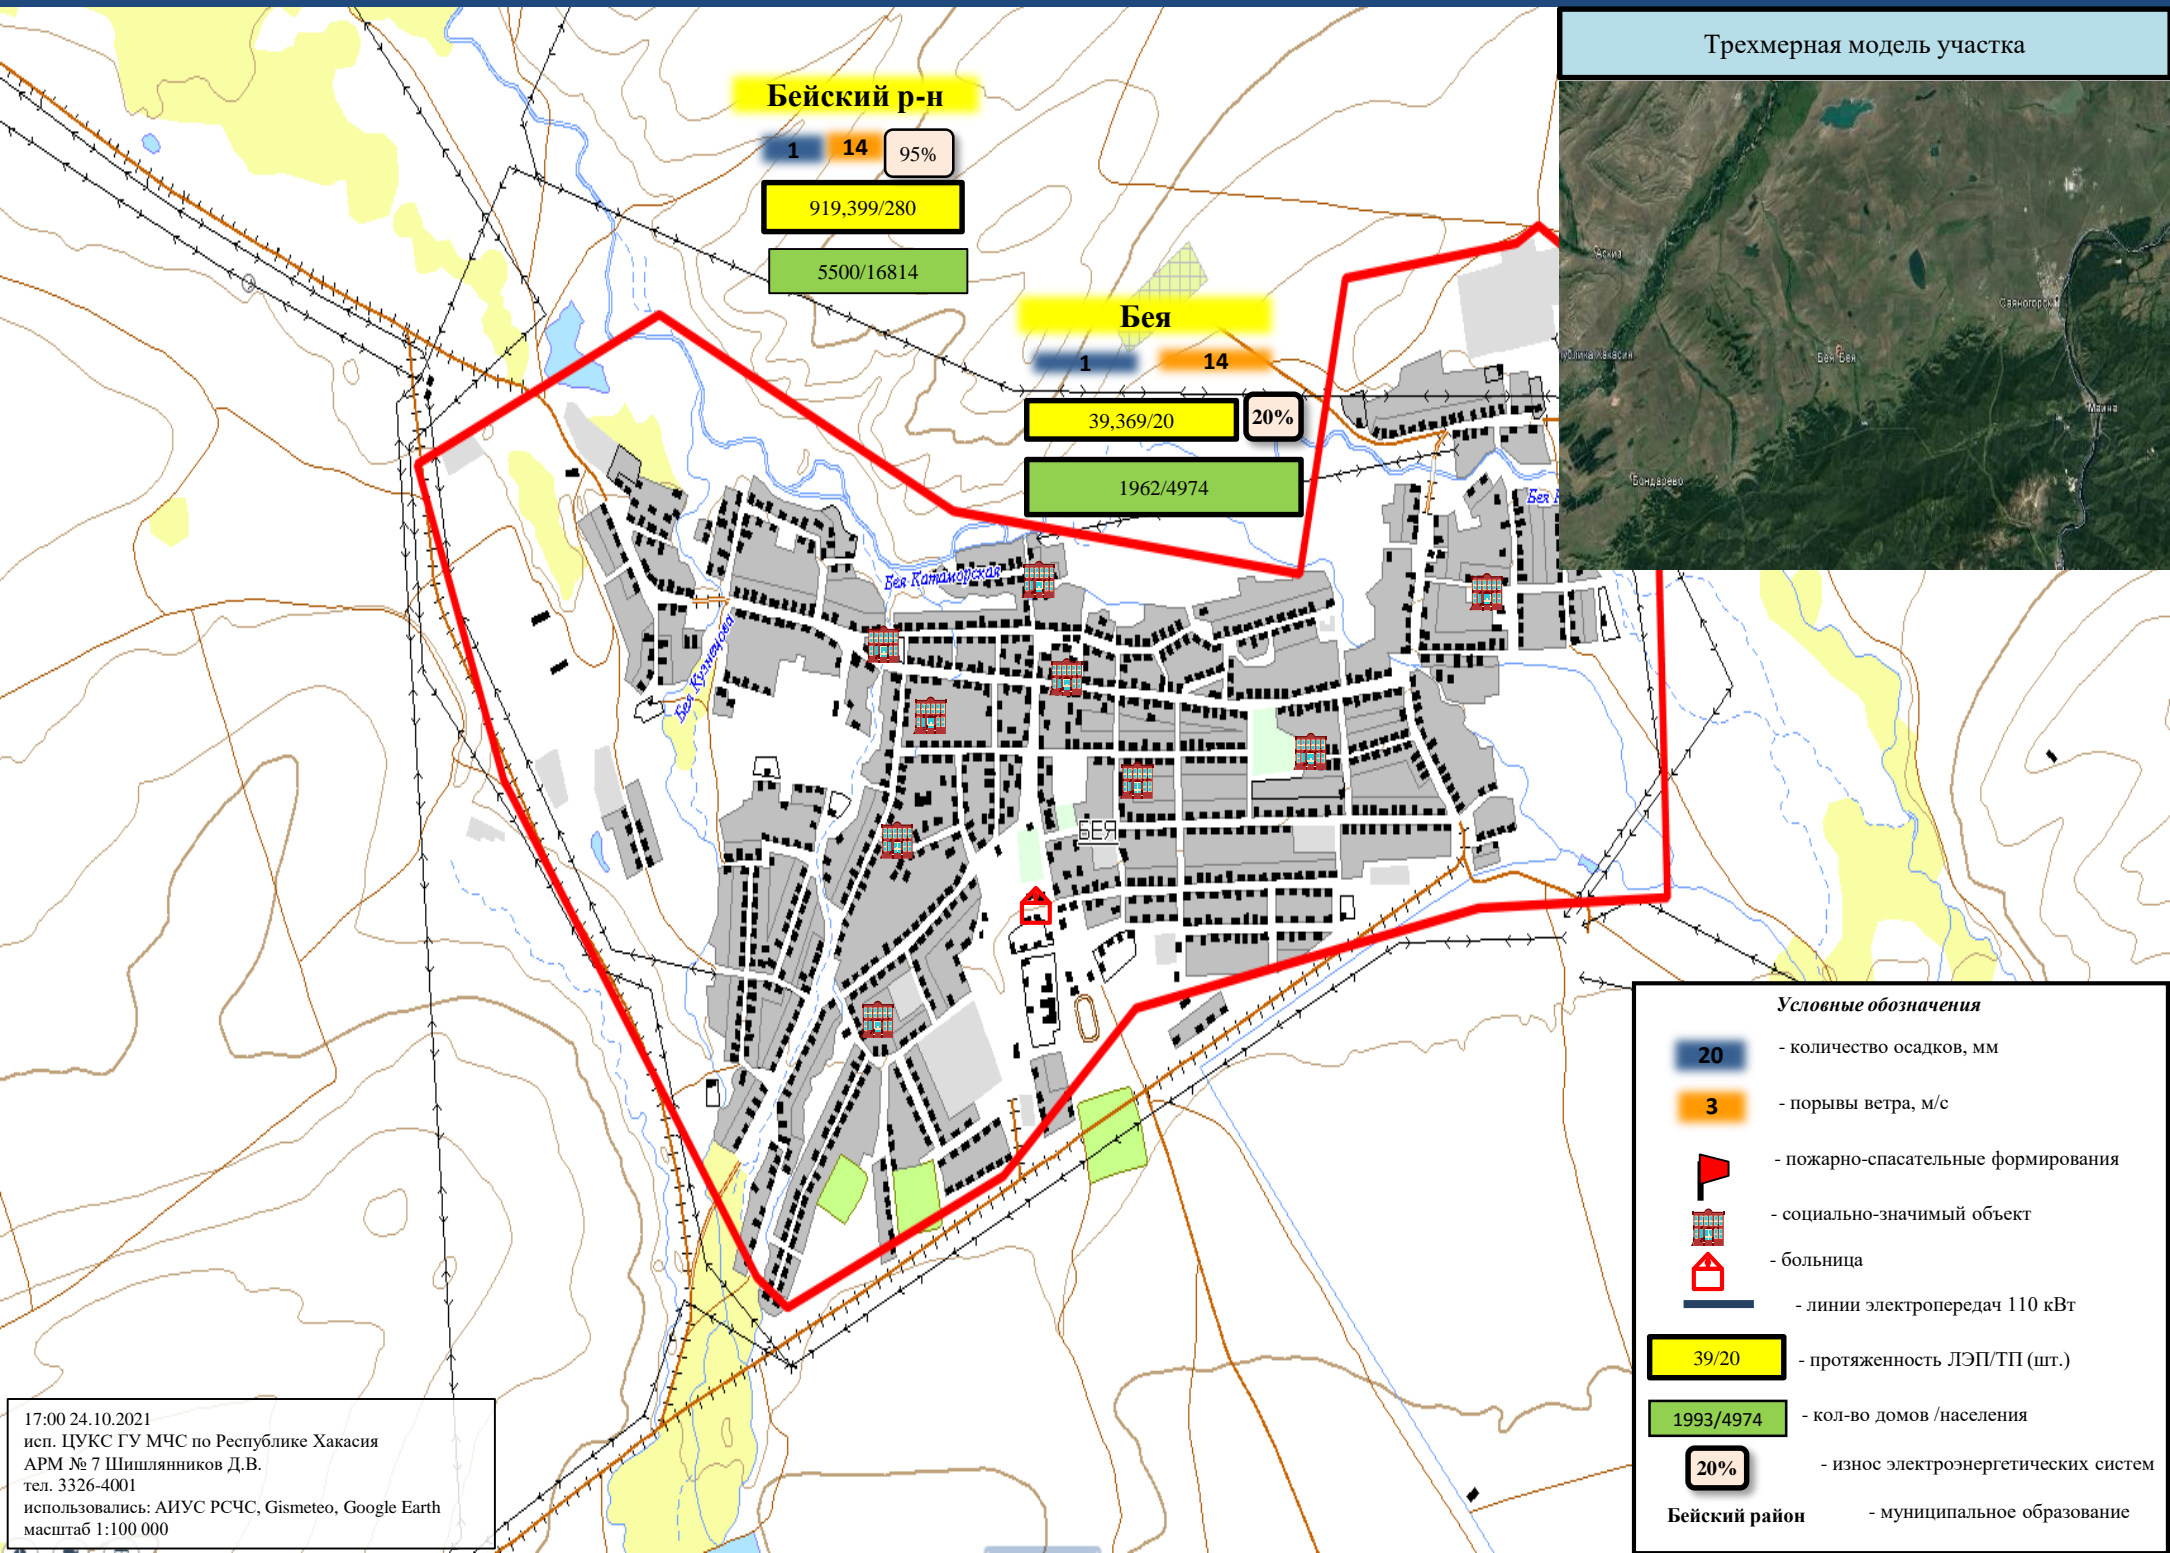 Трехмерная модель участка
Бейский р-н
1
14
95%
919,399/280
5500/16814
Бея
1
14
39,369/20
20%
1962/4974
Аскиз
Саяногорск
Бея Бея
Майна
Бондарево
Бея Катаморская
Бея Кузнецова
БЕЯ
Условные обозначения
20 - количество осадков, мм
3 - порывы ветра, м/с
- пожарно-спасательные формирования
- социально-значимый объект
- больница
- линии электропередач 110 кВт
39/20 - протяженность ЛЭП/ТП (шт.)
1993/4974 - кол-во домов /населения
20% - износ электроэнергетических систем
Бейский район - муниципальное образование
17:00 24.10.2021
исп. ЦУКС ГУ МЧС по Республике Хакасия
АРМ № 7 Шишлянников Д.В.
тел. 3326-4001
использовались: АИУС РСЧС, Gismeteo, Google Earth
масштаб 1:100 000